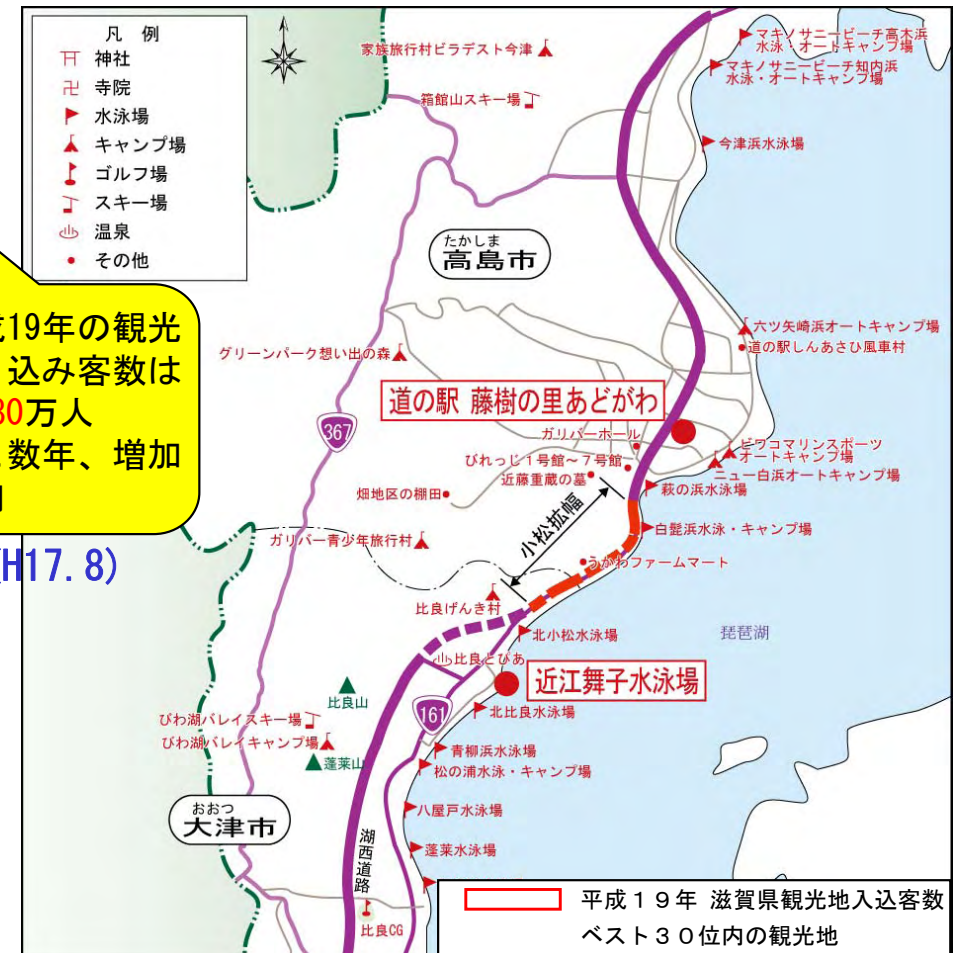 凡 例
神社
寺院
水泳場
キャンプ場
ゴルフ場
スキー場
温泉
その他
家族旅行村ビラデスト今津
マキノサニービーチ高木浜
水泳・オートキャンプ場
マキノサニービーチ知内浜
水泳・オートキャンプ場
箱館山スキー場
今津浜水泳場
たかしま
高島市
19年の観光
込み客数は
30万人
数年、増加
(H17.8)
六ツ矢崎浜オートキャンプ場
道の駅しんあさひ風車村
グリーンパーク想い出の森
道の駅 藤樹の里あどがわ
367
ガリバーホール
ビワコマリンスポーツ
オートキャンプ場
びれっじ1号館～7号館
ニュー白浜オートキャンプ場
近藤重蔵の墓
萩の浜水泳場
畑地区の棚田
小松拡幅
白髭浜水泳・キャンプ場
ガリバー青少年旅行村
うかわファームマート
比良げんき村
北小松水泳場
琵琶湖
比良とぴあ
近江舞子水泳場
比良山
161
北比良水泳場
びわ湖バレイスキー場
びわ湖バレイキャンプ場
青柳浜水泳場
蓬莱山
松の浦水泳・キャンプ場
おおつ
大津市
八屋戸水泳場
湖西道路
蓬莱水泳場
比良CG
平成19年 滋賀県観光地入込客数
ベスト30位内の観光地